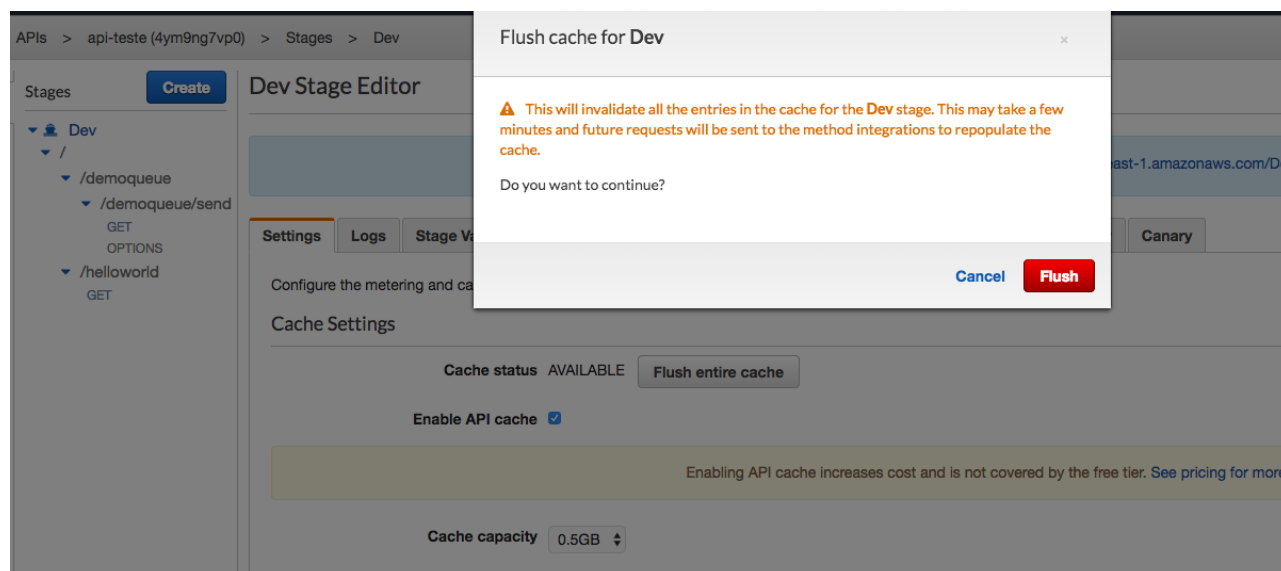 APIs > api-teste (4ym9ng7vp0) > Stages > Dev
Flush cache for Dev
×
Stages
Create
Dev Stage Editor
This will invalidate all the entries in the cache for the Dev stage. This may take a few
minutes and future requests will be sent to the method integrations to repopulate the
cache.
Do you want to continue?
Cancel
Flush
Dev
/
/demoqueue
/demoqueue/send
GET
OPTIONS
/helloworld
GET
ast-1.amazonaws.com/D
Settings
Logs
Stage Va
Canary
Configure the metering and ca
Cache Settings
Cache status AVAILABLE Flush entire cache
Enable API cache
Enabling API cache increases cost and is not covered by the free tier. See pricing for more
Cache capacity 0.5GB